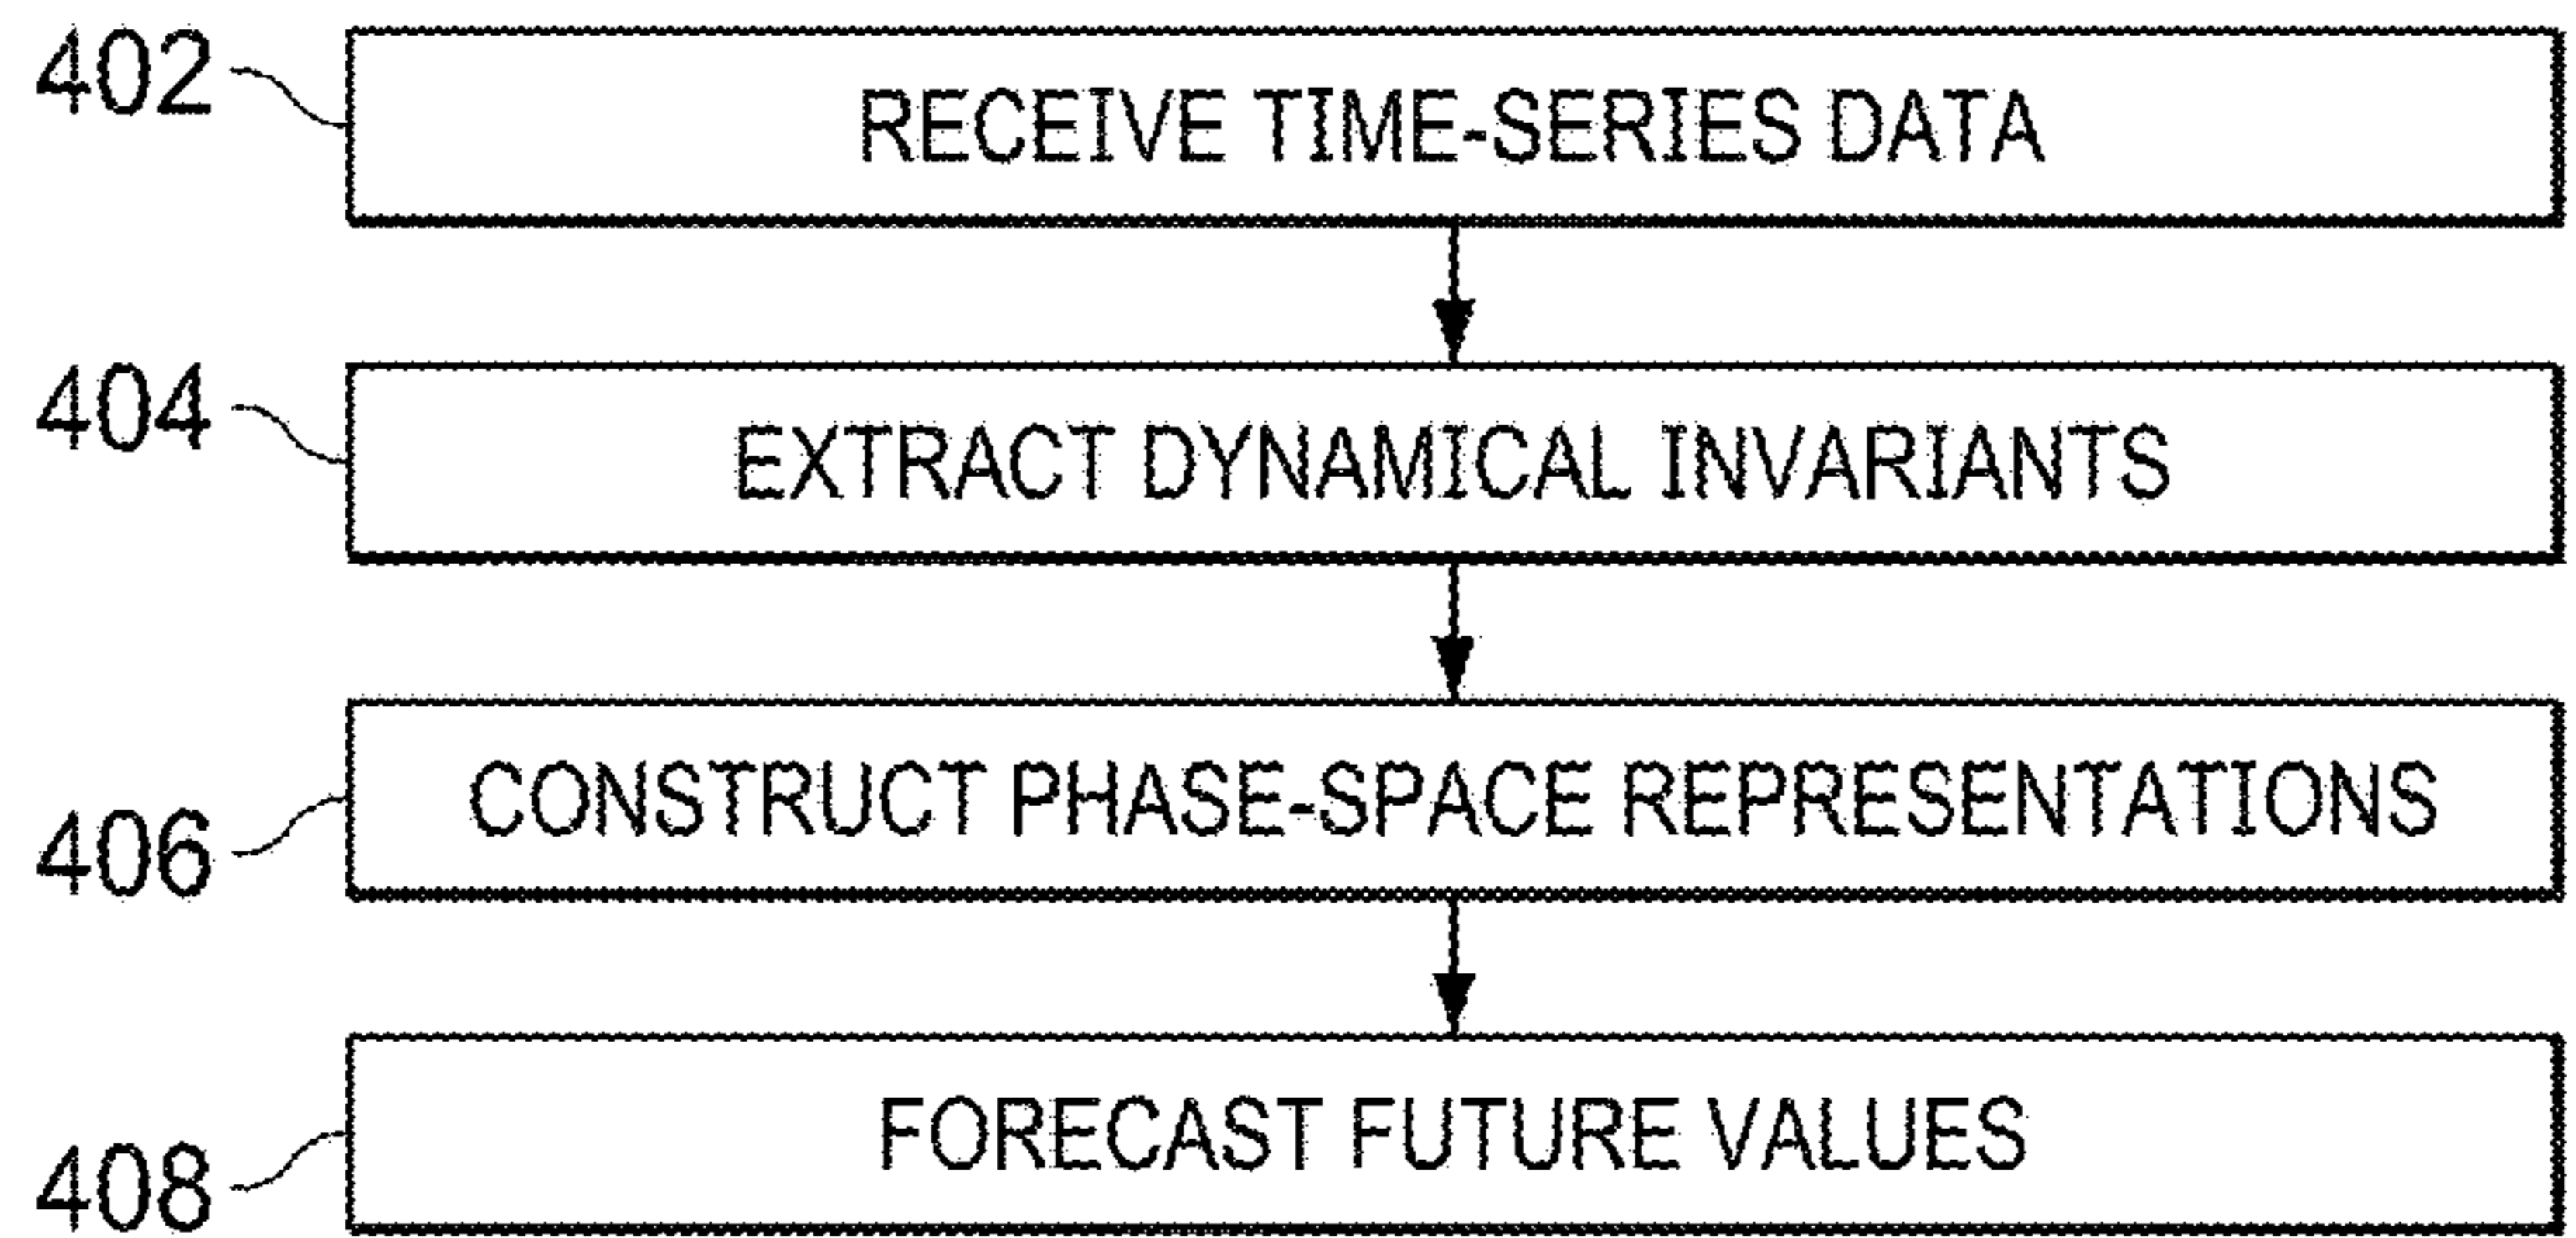 402 RECEIVE TIME-SERIES DATA
404 EXTRACT DYNAMICAL INVARIANTS
406 CONSTRUCT PHASE-SPACE REPRESENTATIONS
408 FORECAST FUTURE VALUES